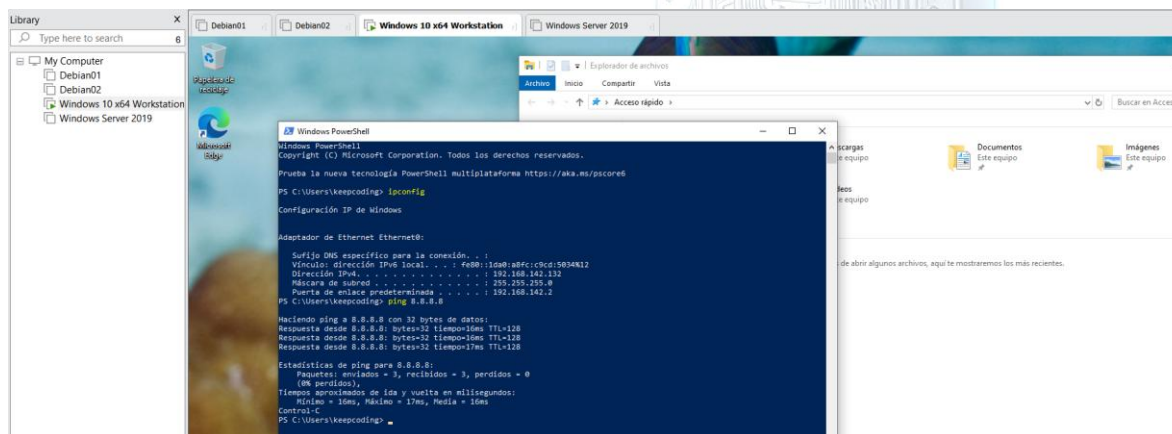 Library X
Type here to search 6
My Computer
Debian01
Debian02
Windows 10 x64 Workstation
Windows Server 2019
Debian01 Debian02 Windows 10 x64 Workstation Windows Server 2019
Papelera de
reciclaje
Microsoft
Edge
Explorador de archivos
Archivo Inicio Compartir Vista
Acceso rápido Buscar en Acces
scargas
e equipo
Documentos
Este equipo
Imágenes
Este equipo
deos
e equipo
s de abrir algunos archivos, aquí te mostraremos los más recientes.
Windows PowerShell
Windows PowerShell
Copyright (C) Microsoft Corporation. Todos los derechos reservados.
Prueba la nueva tecnología PowerShell multiplataforma https://aka.ms/pscore6
PS C:\Users\keepcoding> ipconfig
Configuración IP de Windows
Adaptador de Ethernet Ethernet0:
Sufijo DNS específico para la conexión. . :
Vínculo: dirección IPv6 local. . . : fe80::1da0:a8fc:c9cd:5034%12
Dirección IPv4. . . . . . . . . . . . . . : 192.168.142.132
Máscara de subred . . . . . . . . . . . . : 255.255.255.0
Puerta de enlace predeterminada . . . . . : 192.168.142.2
PS C:\Users\keepcoding> ping 8.8.8.8
Haciendo ping a 8.8.8.8 con 32 bytes de datos:
Respuesta desde 8.8.8.8: bytes=32 tiempo=16ms TTL=128
Respuesta desde 8.8.8.8: bytes=32 tiempo=16ms TTL=128
Respuesta desde 8.8.8.8: bytes=32 tiempo=17ms TTL=128
Estadísticas de ping para 8.8.8.8:
Paquetes: enviados = 3, recibidos = 3, perdidos = 0
(0% perdidos),
Tiempos aproximados de ida y vuelta en milisegundos:
Mínimo = 16ms, Máximo = 17ms, Media = 16ms
Control-C
PS C:\Users\keepcoding> _